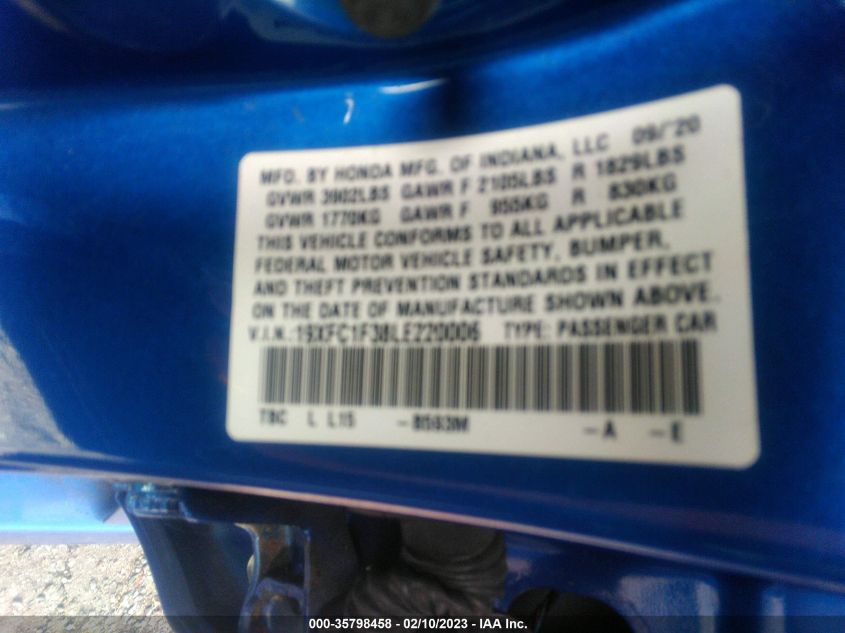 MFD. BY HONDA MFG. OF INDIANA, LLC 09/'20
GVWR 3902LBS GAWR F 2105LBS R 1829LBS
GVWR 1770KG GAWR F 955KG R 830KG
THIS VEHICLE CONFORMS TO ALL APPLICABLE
FEDERAL MOTOR VEHICLE SAFETY, BUMPER,
AND THEFT PREVENTION STANDARDS IN EFFECT
ON THE DATE OF MANUFACTURE SHOWN ABOVE.
V.I.N.:19XFC1F38LE220006 TYPE: PASSENGER CAR
TBC L L15 -B593M -A -E
000-35798458 - 02/10/2023 - IAA Inc.